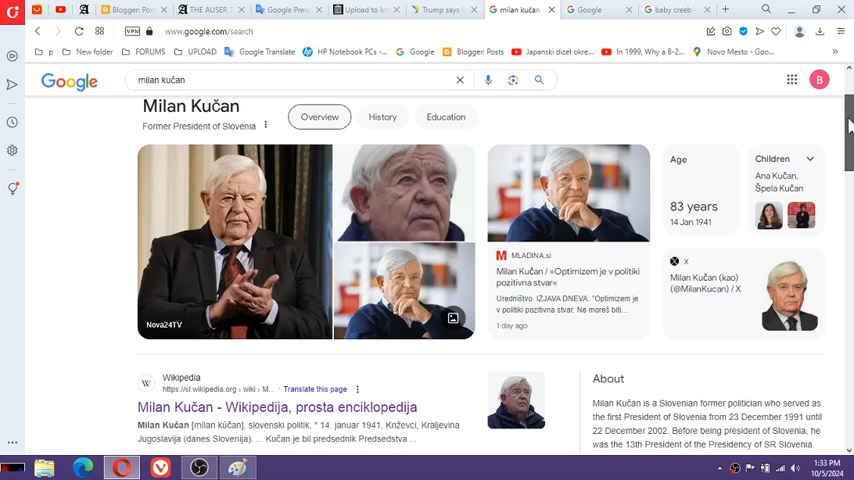 Blogger: Post
THE AUSER T
Google Prev
Upload to Im
Trump says I
milan kučan
Google
baby creeb
VPN
www.google.com/search
p
New folder
FORUMS
UPLOAD
Google Translate
HP Notebook PC -...
Google
Blogger: Posts
Japanski dizel okre...
In 1999, Why a B-2...
Novo Mesto - Goo...
Google
milan kučan
B
Milan Kučan
Former President of Slovenia
Overview
History
Education
Nova24TV
MLADINA.si
Milan Kučan / »Optimizem je v politiki
pozitivna stvar«
Uredništvo. IZJAVA DNEVA. "Optimizem je
v politiki pozitivna stvar. Ne moreš biti...
1 day ago
Age
83 years
14 Jan 1941
Children
Ana Kučan,
Špela Kučan
X
Milan Kučan (kao)
(@MilanKucan) / X
Wikipedia
https://sl.wikipedia.org › wiki › M...
Translate this page
Milan Kučan - Wikipedija, prosta enciklopedija
Milan Kučan [mílan kúčan], slovenski politik, * 14. januar 1941, Križevci, Kraljevina
Jugoslavija (danes Slovenija). ... Kučan je bil predsednik Predsedstva ...
About
Milan Kučan is a Slovenian former politician who served as
the first President of Slovenia from 23 December 1991 until
22 December 2002. Before being president of Slovenia, he
was the 13th President of the Presidency of SR Slovenia
1:33 PM
10/5/2024